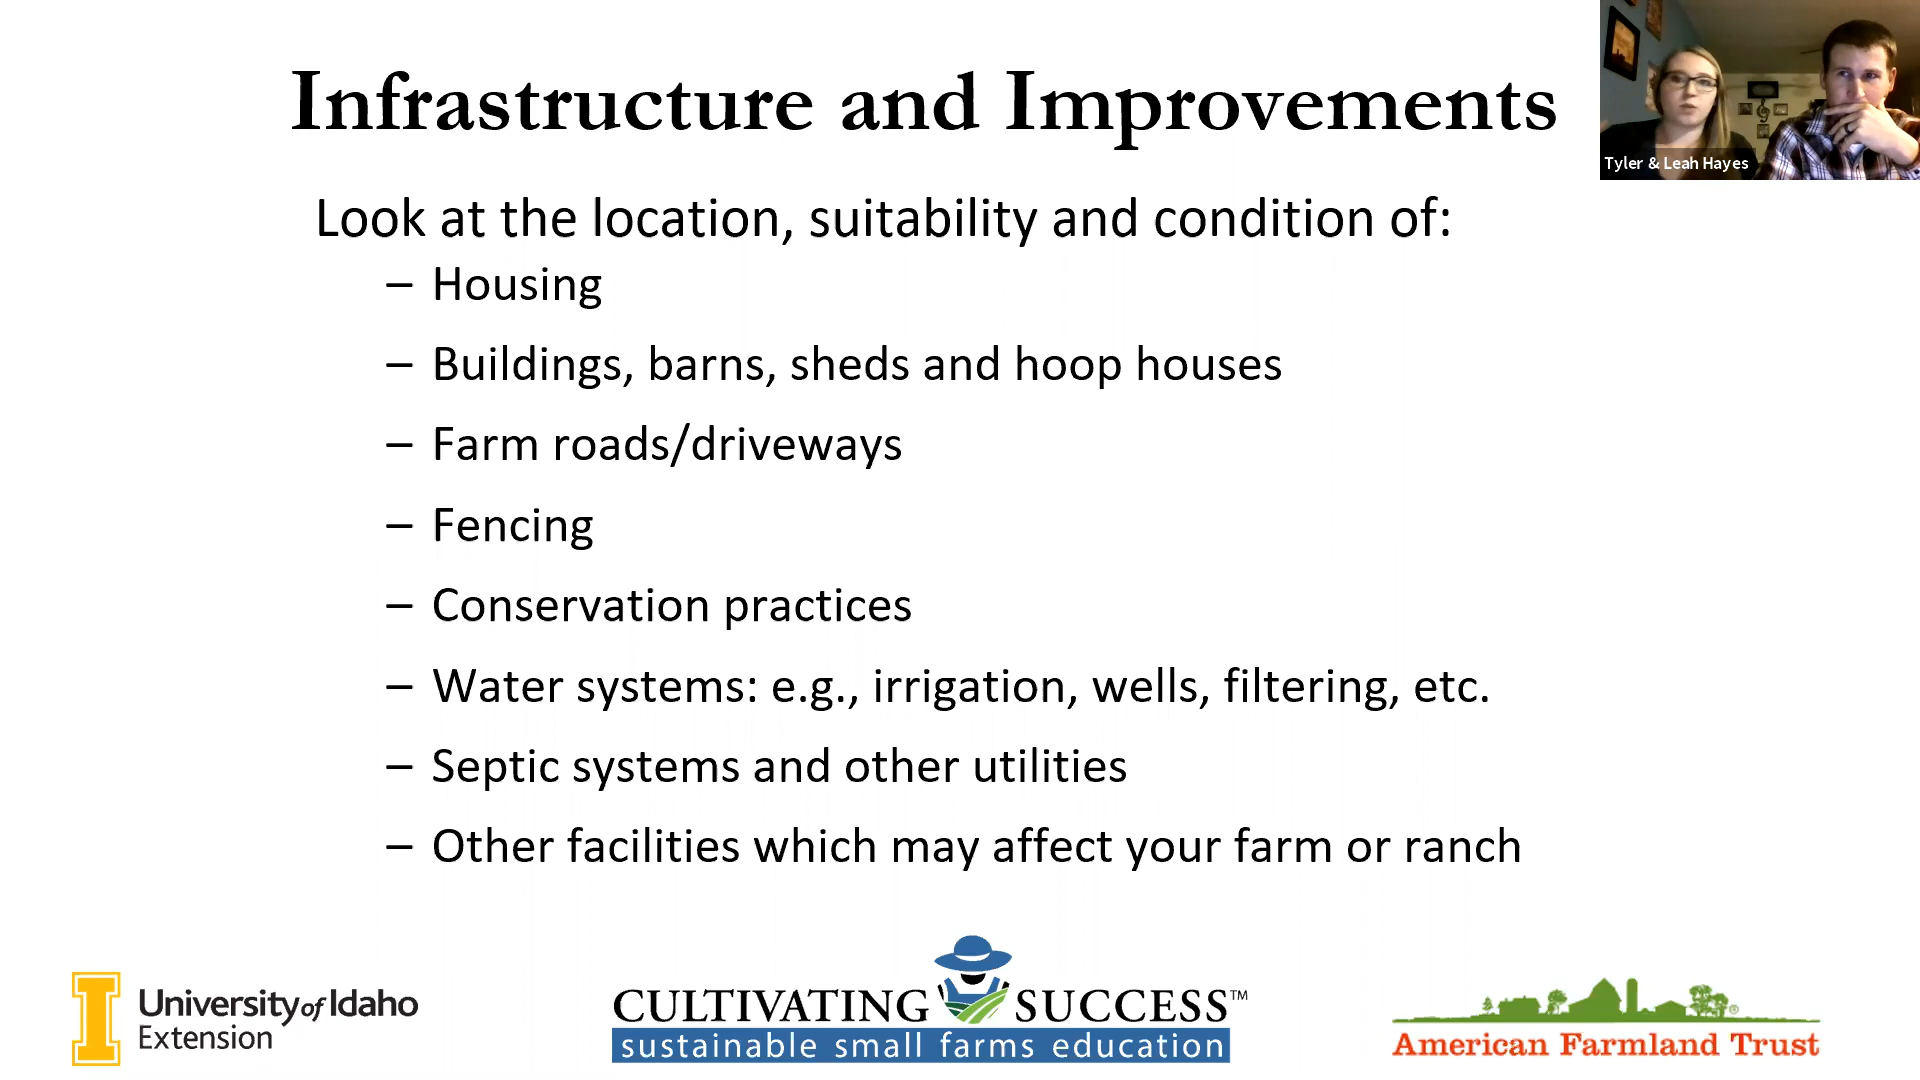 Infrastructure and Improvements
Tyler & Leah Hayes
Look at the location, suitability and condition of:
– Housing
– Buildings, barns, sheds and hoop houses
– Farm roads/driveways
– Fencing
– Conservation practices
– Water systems: e.g., irrigation, wells, filtering, etc.
– Septic systems and other utilities
– Other facilities which may affect your farm or ranch
I
University of Idaho
Extension
CULTIVATING SUCCESS™
sustainable small farms education
American Farmland Trust®